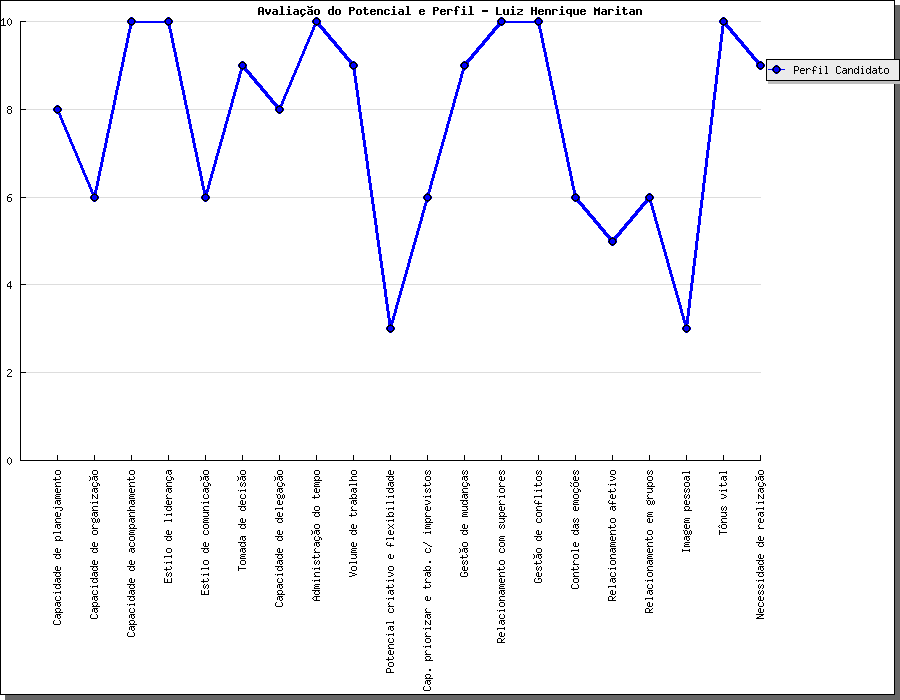 Avaliação do Potencial e Perfil - Luiz Henrique Maritan
10
8
6
4
2
0
Perfil Candidato
Capacidade de planejamento
Capacidade de organização
Capacidade de acompanhamento
Estilo de liderança
Estilo de comunicação
Tomada de decisão
Capacidade de delegação
Administração do tempo
Volume de trabalho
Potencial criativo e flexibilidade
Cap. priorizar e trab. c/ imprevistos
Gestão de mudanças
Relacionamento com superiores
Gestão de conflitos
Controle das emoções
Relacionamento afetivo
Relacionamento em grupos
Imagem pessoal
Tônus vital
Necessidade de realização